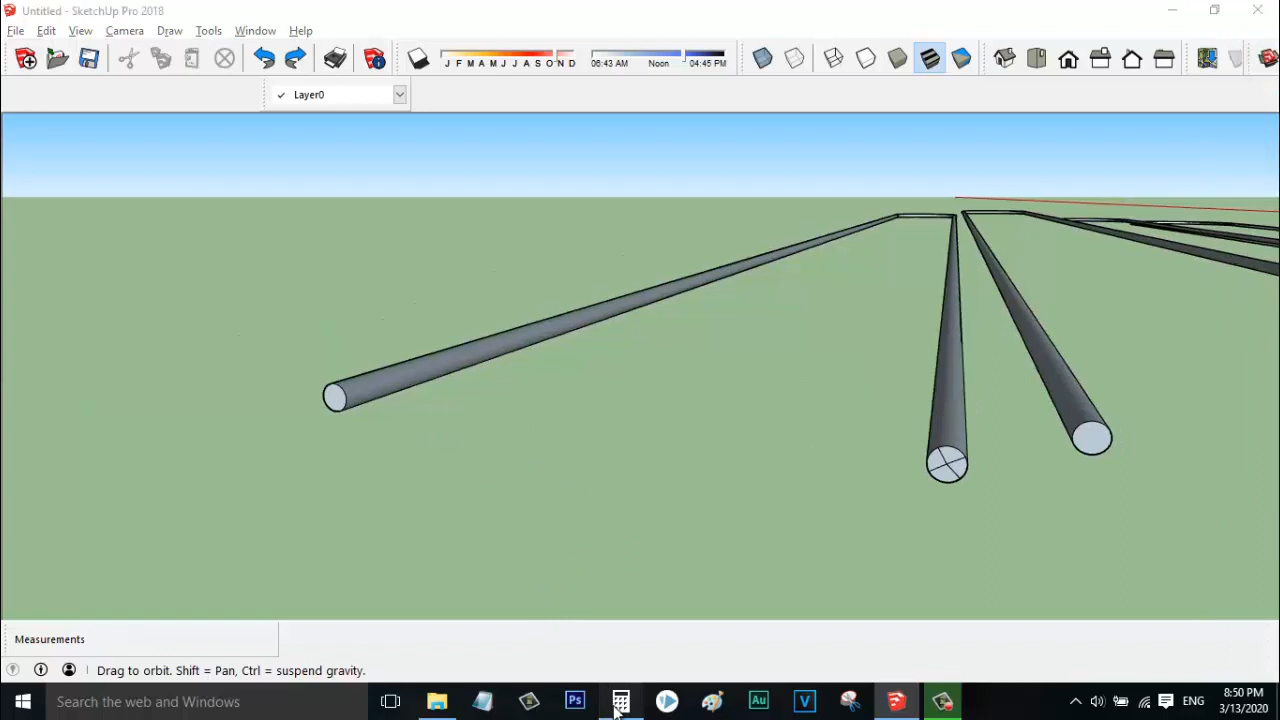 Untitled - SketchUp Pro 2018
File Edit View Camera Draw Tools Window Help
J F M A M J J A S O N D 06:43 AM Noon 04:45 PM
Layer0
Measurements
Drag to orbit. Shift = Pan, Ctrl = suspend gravity.
Search the web and Windows
Ps
Au
V
ENG
8:50 PM
3/13/2020